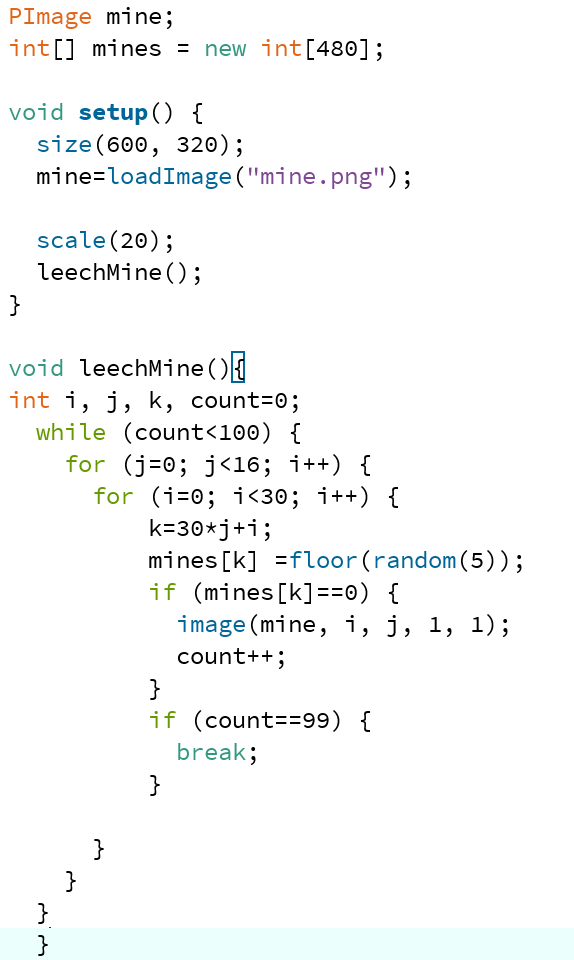 PImage mine;
int[] mines = new int[480];

void setup() {
  size(600, 320);
  mine=loadImage("mine.png");

  scale(20);
  leechMine();
}

void leechMine(){
int i, j, k, count=0;
  while (count<100) {
    for (j=0; j<16; i++) {
      for (i=0; i<30; i++) {
          k=30*j+i;
          mines[k] =floor(random(5));
          if (mines[k]==0) {
            image(mine, i, j, 1, 1);
            count++;
          }
          if (count==99) {
            break;
          }

      }
    }
  }
  }